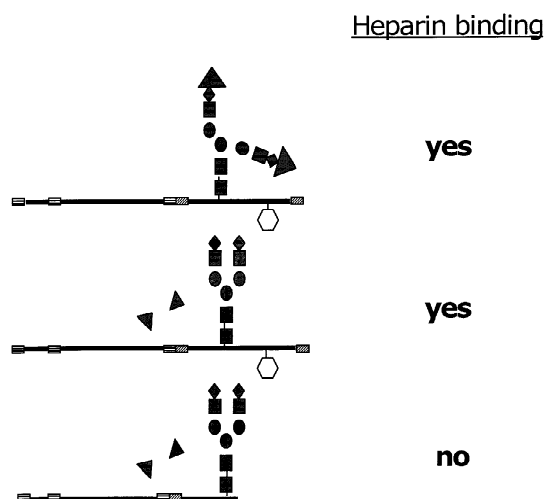 Heparin binding
yes
yes
no